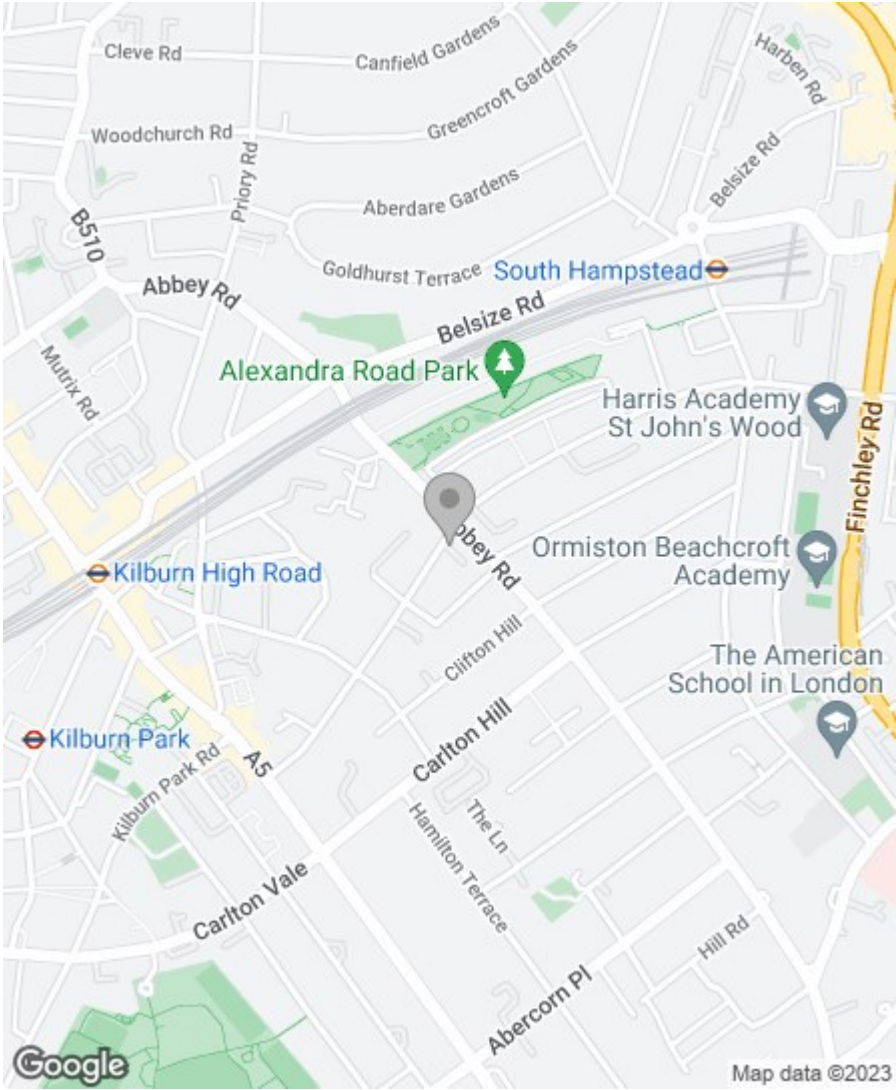 Cleve Rd
Canfield Gardens
Harben Rd
Woodchurch Rd
Greencroft Gardens
Priory Rd
Belsize Rd
Aberdare Gardens
B510
Goldhurst Terrace
South Hampstead
Abbey Rd
Belsize Rd
Mutrix Rd
Alexandra Road Park
Harris Academy
St John's Wood
Finchley Rd
Abbey Rd
Ormiston Beachcroft
Academy
Kilburn High Road
Clifton Hill
The American
School in London
Kilburn Park
Carlton Hill
A5
Kilburn Park Rd
The Ln
Hamilton Terrace
Carlton Vale
Hill Rd
Abercorn Pl
Google
Map data ©2023